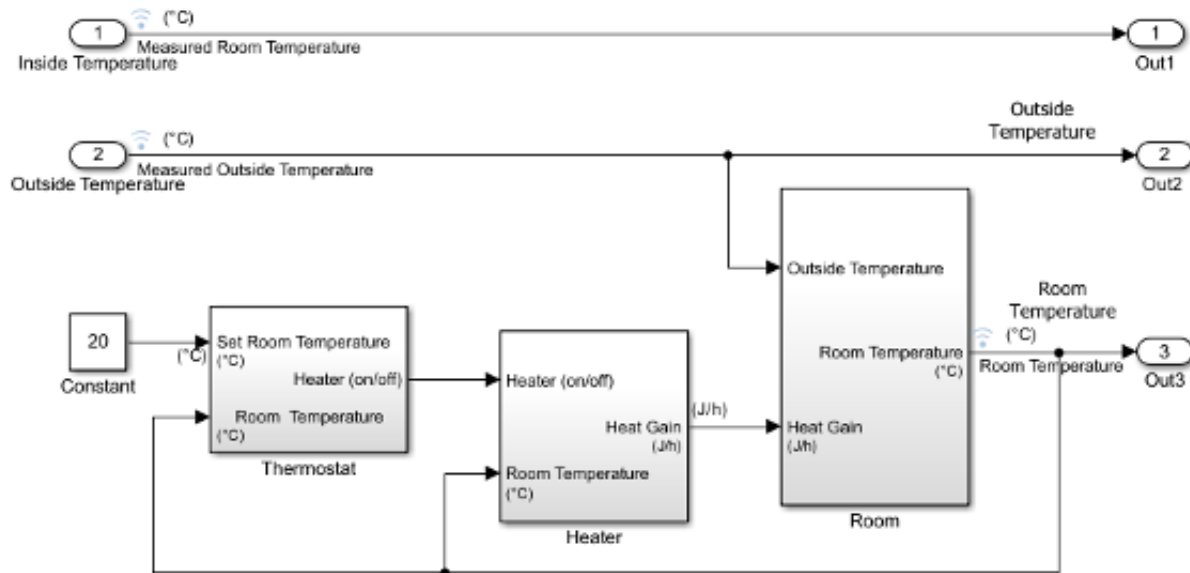 1
(°C)
Measured Room Temperature
Inside Temperature
1
Out1
2
(°C)
Measured Outside Temperature
Outside Temperature
Outside
Temperature
2
Out2
20
Constant
(°C)
Set Room Temperature
(°C)
Heater (on/off)
Room Temperature
(°C)
Thermostat
Heater (on/off)
Heat Gain
(J/h)
Room Temperature
(°C)
Heater
(J/h)
Outside Temperature
Room Temperature
(°C)
Heat Gain
(J/h)
Room
Room
Temperature
(°C)
Room Temperature
3
Out3